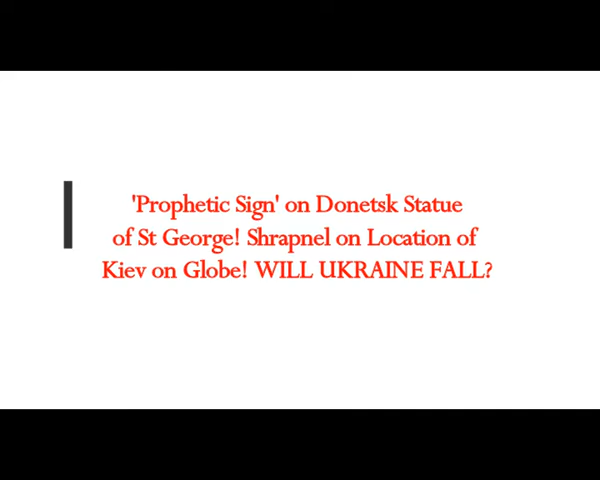 'Prophetic Sign' on Donetsk Statue
of St George! Shrapnel on Location of
Kiev on Globe! WILL UKRAINE FALL?